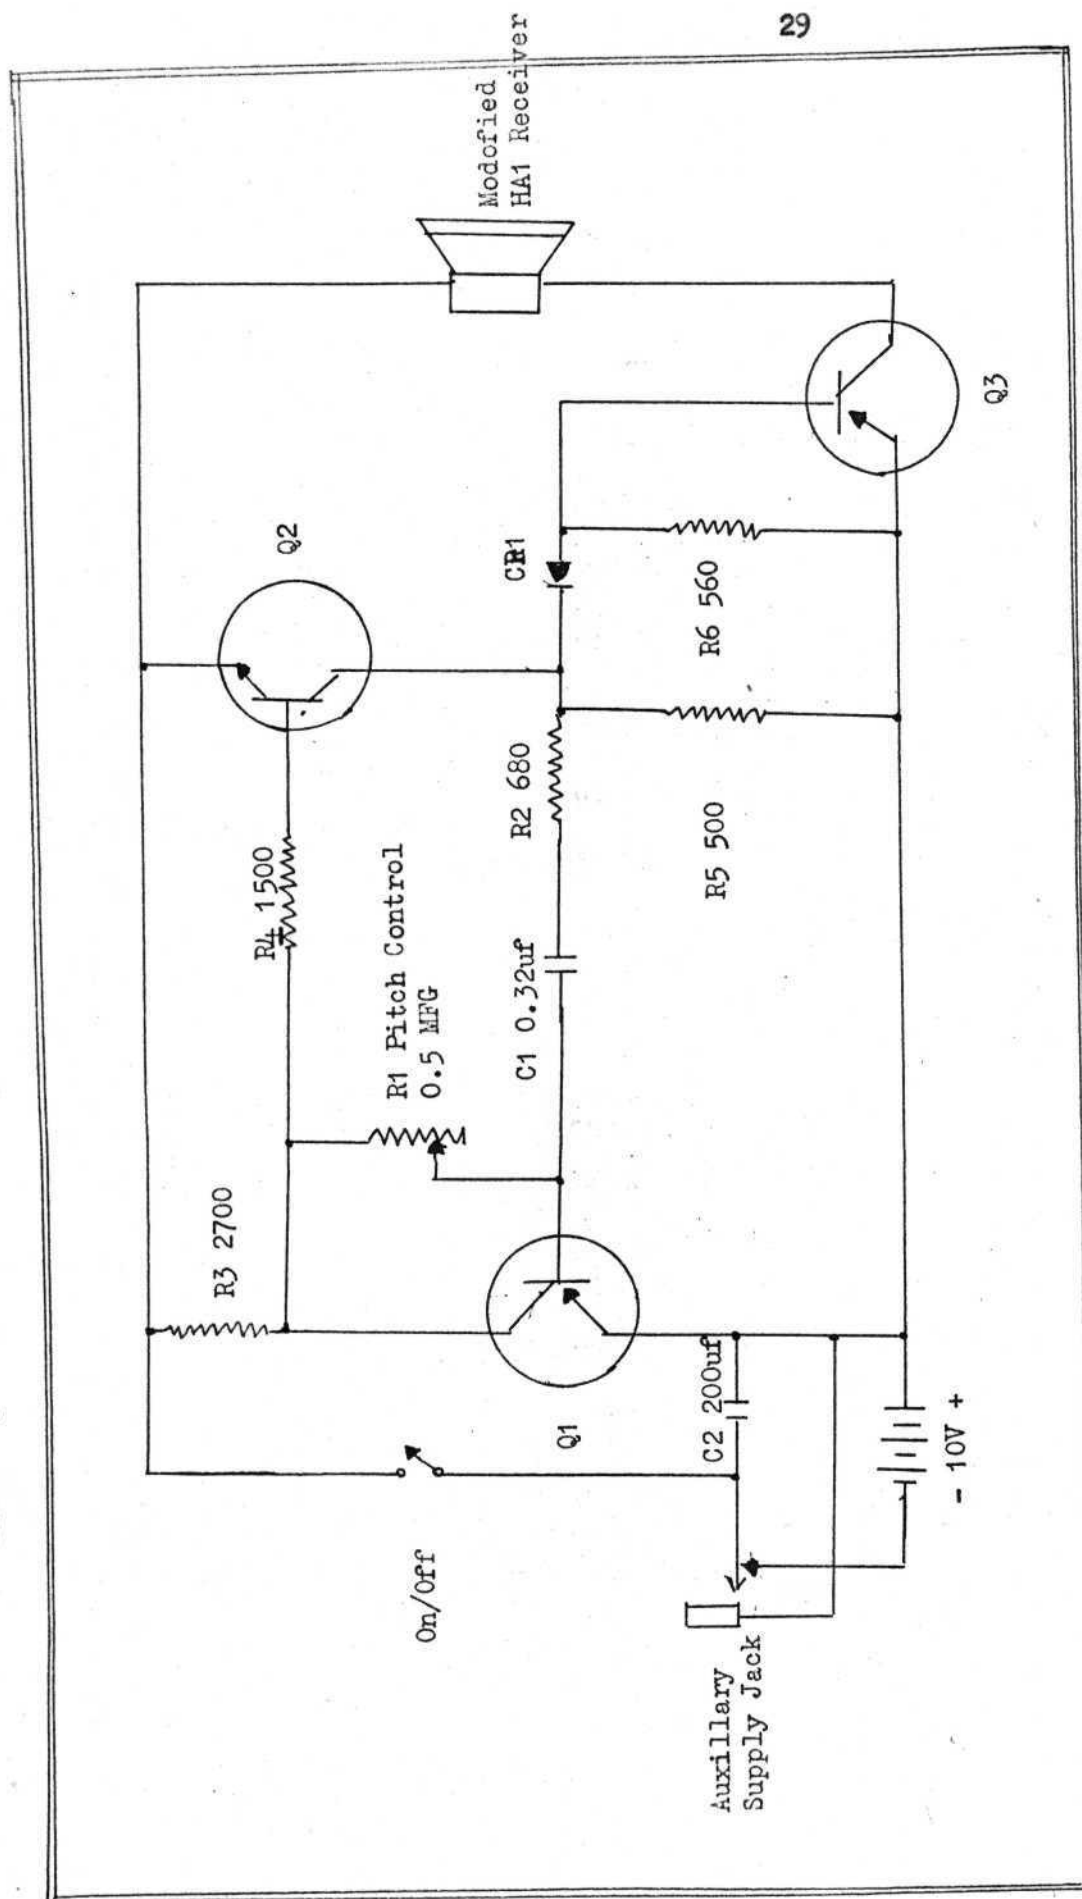 29
Modofied
HA1 Receiver
Q2
R4 1500
R3 2700
R1 Pitch Control
0.5 MFG
CR1
R2 680
C1 0.32uf
R6 560
R5 500
Q3
Q1
On/Off
C2 200uf
Auxillary
Supply Jack
- 10V +